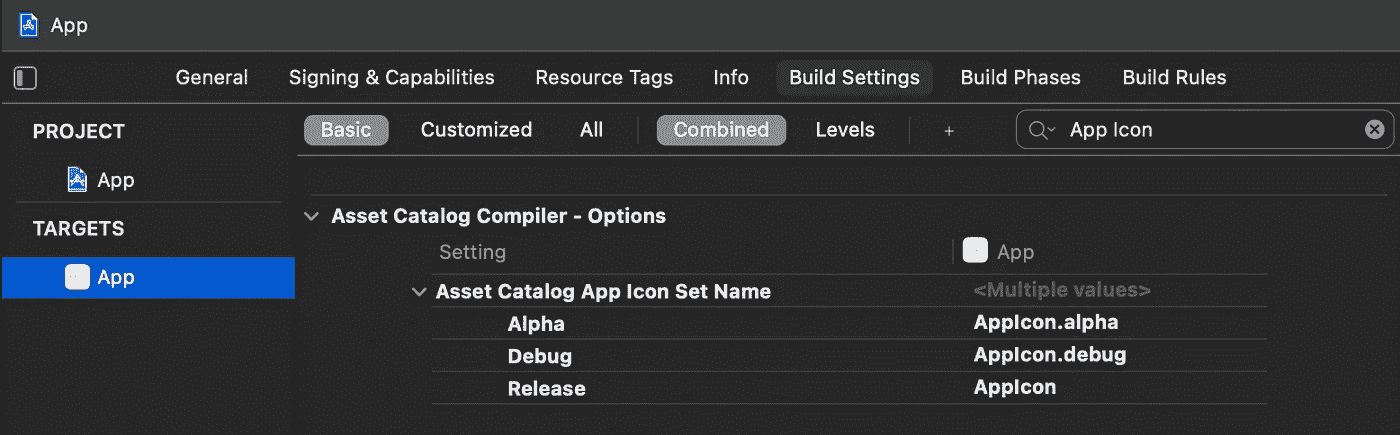 App
General Signing & Capabilities Resource Tags Info Build Settings Build Phases Build Rules
PROJECT
Basic Customized All Combined Levels + App Icon
App
TARGETS
App
Asset Catalog Compiler - Options
Setting App
Asset Catalog App Icon Set Name <Multiple values>
Alpha AppIcon.alpha
Debug AppIcon.debug
Release AppIcon